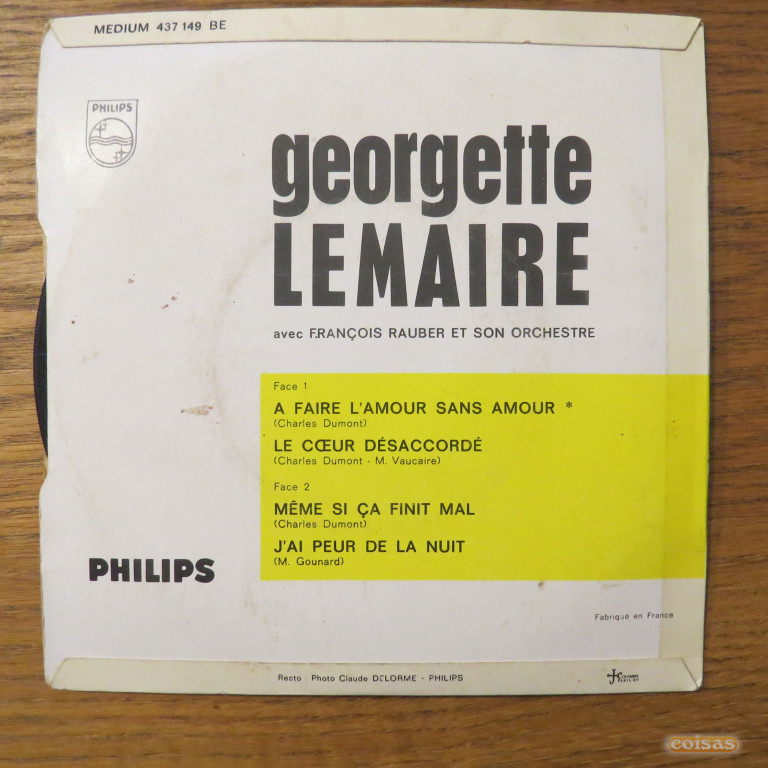 MEDIUM 437 149 BE
PHILIPS
georgette
LEMAIRE
avec FRANÇOIS RAUBER ET SON ORCHESTRE
Face 1
A FAIRE L'AMOUR SANS AMOUR *
(Charles Dumont)
LE CŒUR DÉSACCORDÉ
(Charles Dumont - M. Vaucaire)
Face 2
MÊME SI ÇA FINIT MAL
(Charles Dumont)
J'AI PEUR DE LA NUIT
(M. Gounard)
PHILIPS
Fabriqué en France
Recto : Photo Claude DELORME - PHILIPS
coisas